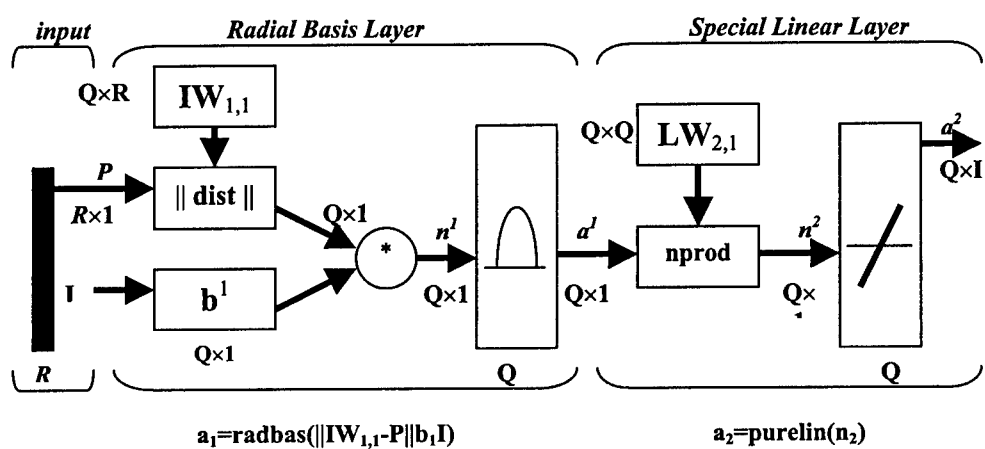 input
Radial Basis Layer
Special Linear Layer
Q×R
IW1,1
Q×Q
LW2,1
a²
Q×I
P
R×1
|| dist ||
Q×1
*
n¹
Q×1
a¹
Q×1
nprod
n²
Q×
I
b¹
Q×1
R
Q
Q
a₁=radbas(||IW₁,₁-P||b₁I)
a₂=purelin(n₂)